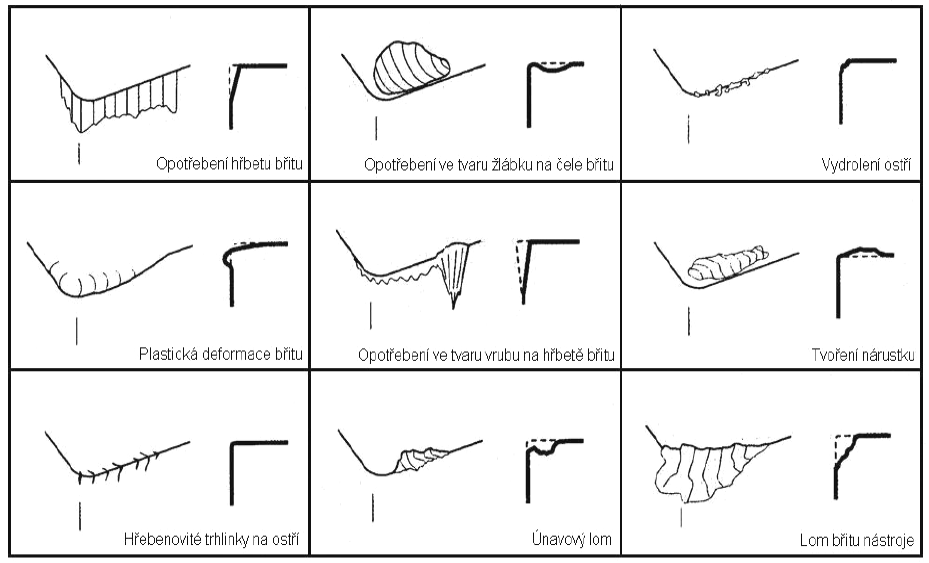 Opotřebení hřbetu břitu
Opotřebení ve tvaru žlábku na čele břitu
Vydrolení ostří
Plastická deformace břitu
Opotřebení ve tvaru vrubu na hřbetě břitu
Tvoření nárustku
Hřebenovité trhlinky na ostří
Únavový lom
Lom břitu nástroje